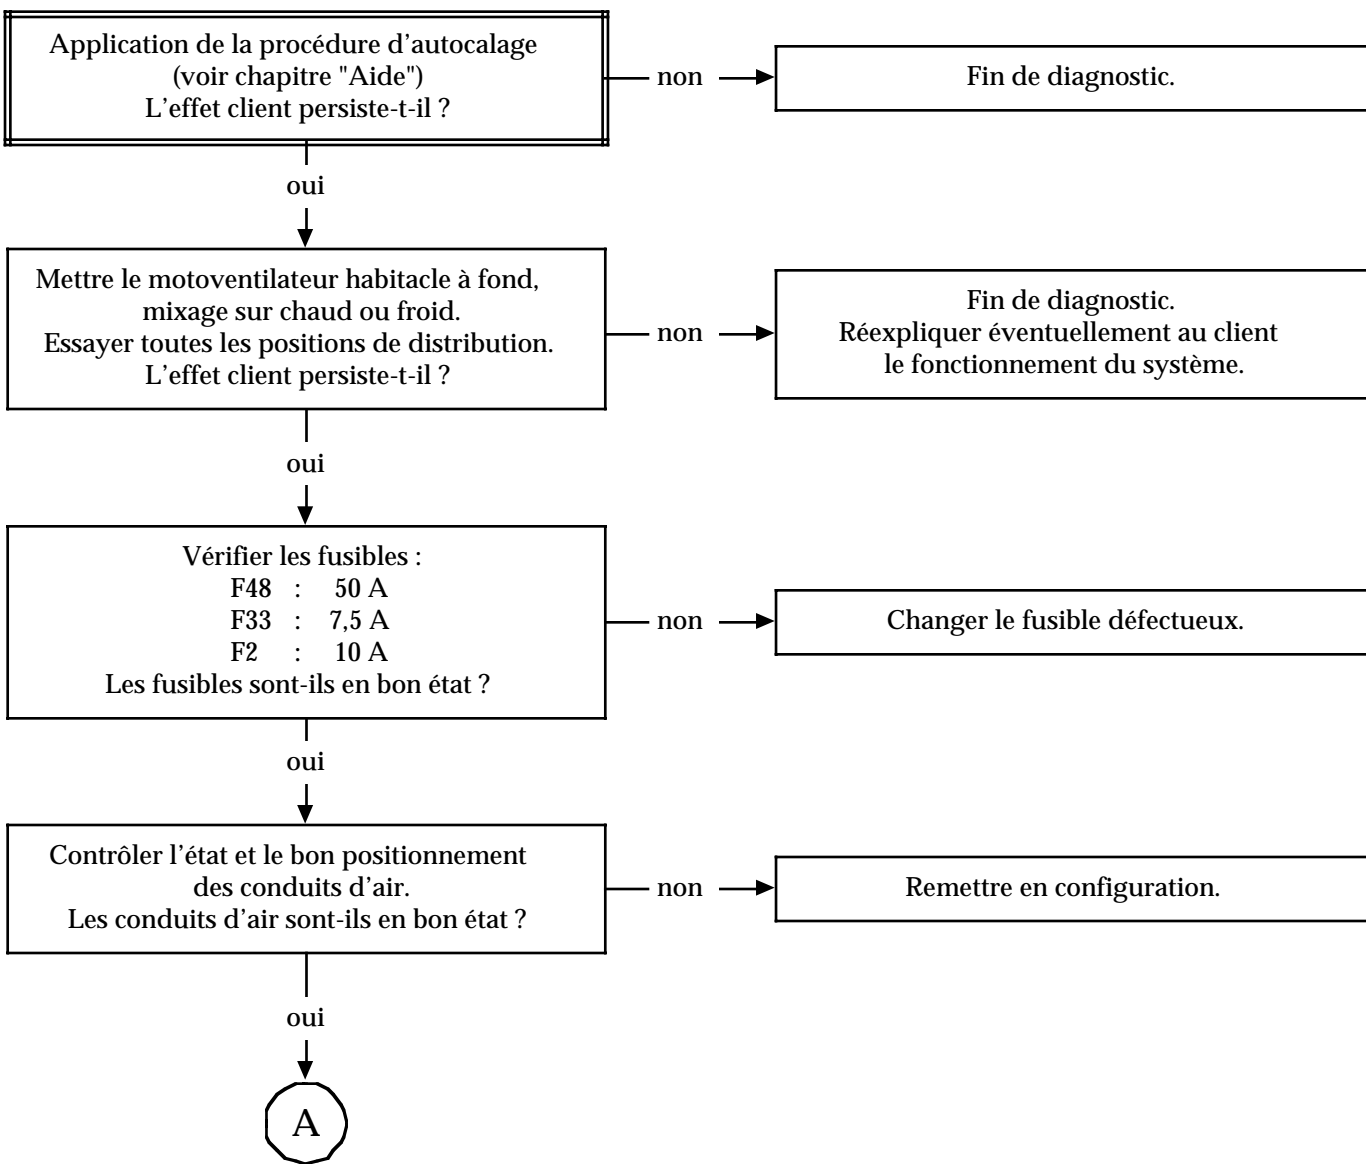 Application de la procédure d'autocalage
(voir chapitre "Aide")
L'effet client persiste-t-il ?
non
Fin de diagnostic.
oui
Mettre le motoventilateur habitacle à fond,
mixage sur chaud ou froid.
Essayer toutes les positions de distribution.
L'effet client persiste-t-il ?
non
Fin de diagnostic.
Réexpliquer éventuellement au client
le fonctionnement du système.
oui
Vérifier les fusibles :
F48 : 50 A
F33 : 7,5 A
F2 : 10 A
Les fusibles sont-ils en bon état ?
non
Changer le fusible défectueux.
oui
Contrôler l'état et le bon positionnement
des conduits d'air.
Les conduits d'air sont-ils en bon état ?
non
Remettre en configuration.
oui
A